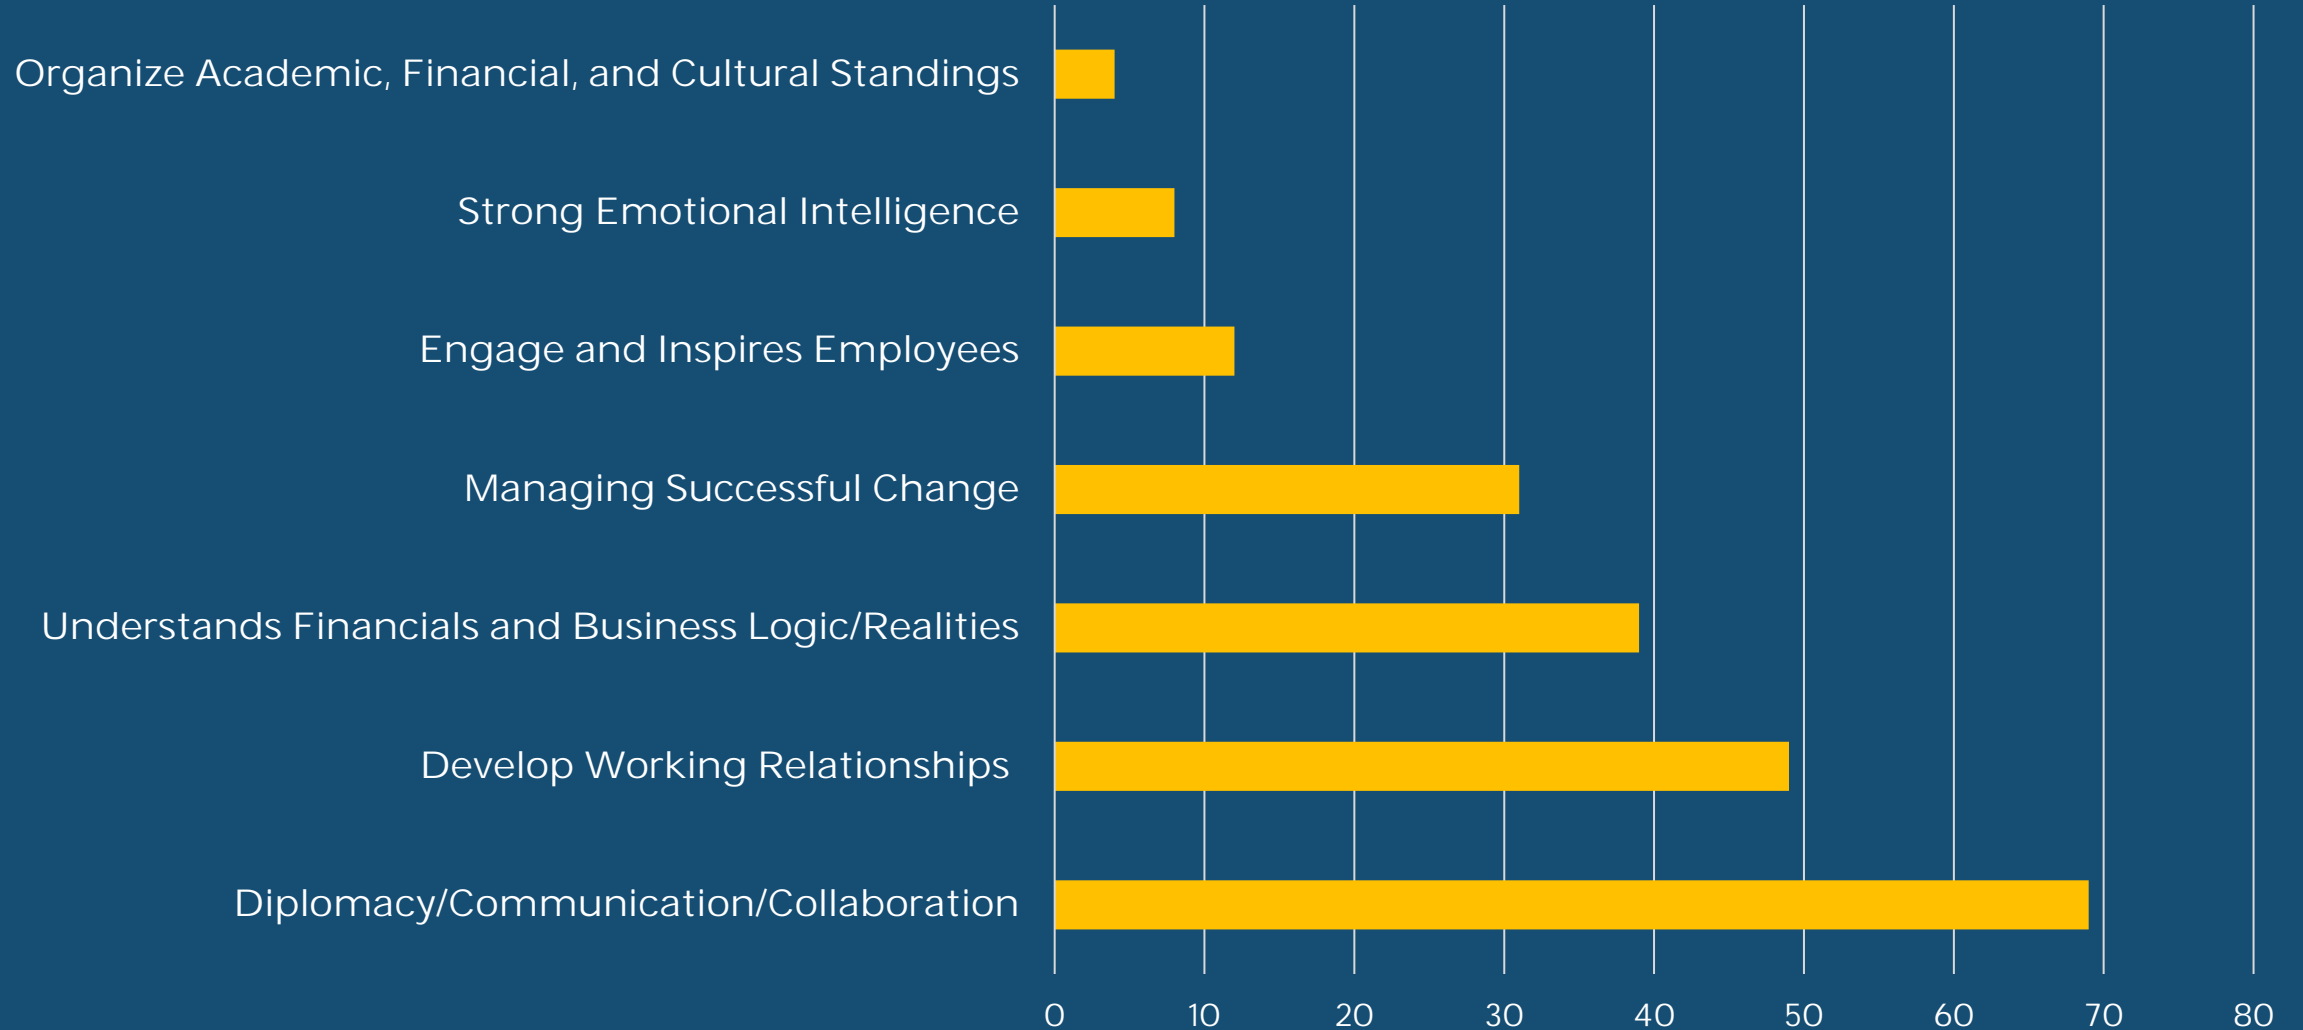 Organize Academic, Financial, and Cultural Standings
Strong Emotional Intelligence
Engage and Inspires Employees
Managing Successful Change
Understands Financials and Business Logic/Realities
Develop Working Relationships
Diplomacy/Communication/Collaboration
0 10 20 30 40 50 60 70 80